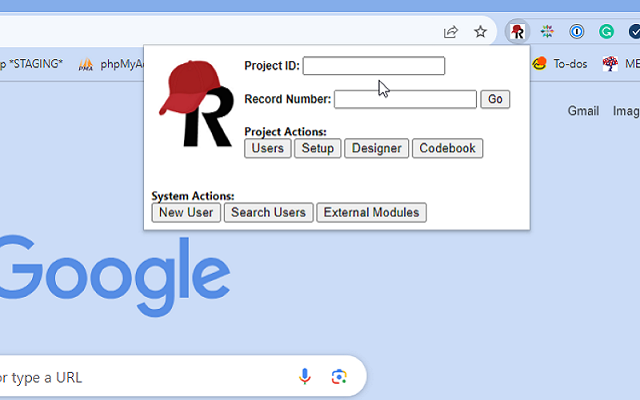 p *STAGING*
phpMyA
To-dos
ME
Project ID:
Record Number: Go
Project Actions:
Users Setup Designer Codebook
System Actions:
New User Search Users External Modules
R
Gmail Imag
Google
or type a URL